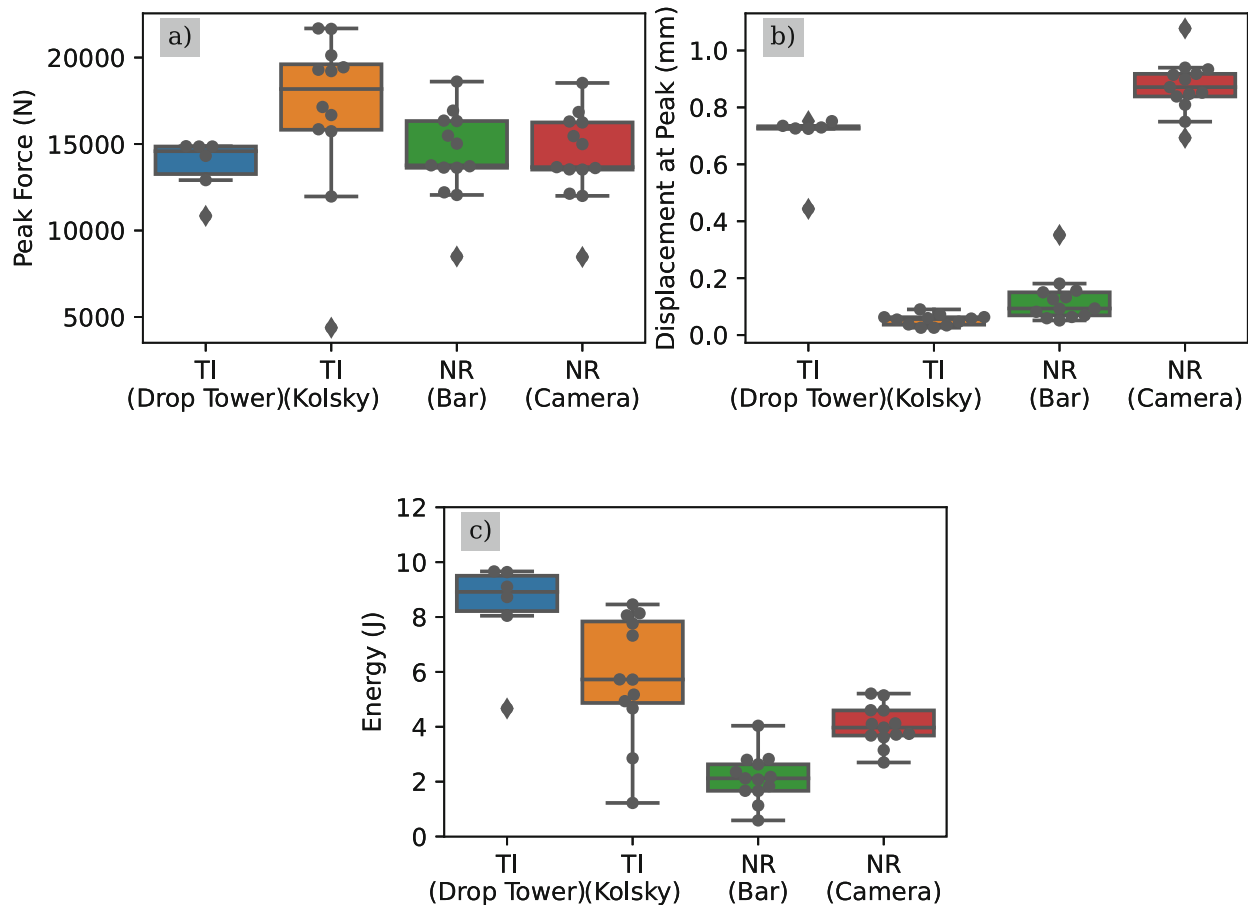 a)
Peak Force (N)
20000
15000
10000
5000
TI
(Drop Tower)
TI
(Kolsky)
NR
(Bar)
NR
(Camera)
b)
Displacement at Peak (mm)
1.0
0.8
0.6
0.4
0.2
0.0
TI
(Drop Tower)
TI
(Kolsky)
NR
(Bar)
NR
(Camera)
c)
Energy (J)
12
10
8
6
4
2
0
TI
(Drop Tower)
TI
(Kolsky)
NR
(Bar)
NR
(Camera)